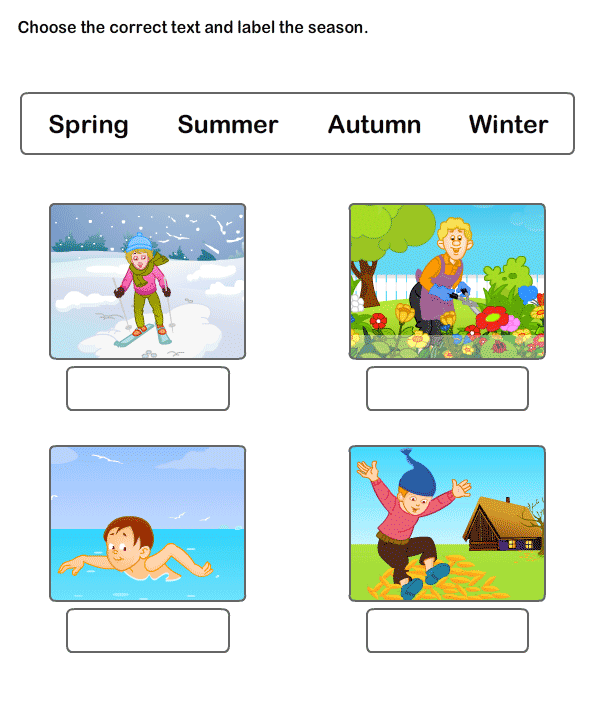 Choose the correct text and label the season.
Spring Summer Autumn Winter